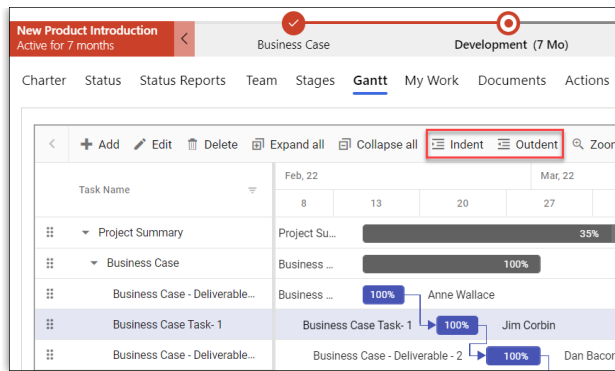 New Product Introduction
Active for 7 months
Business Case
Development (7 Mo)
Charter Status Status Reports Team Stages Gantt My Work Documents Actions
Add Edit Delete Expand all Collapse all Indent Outdent
Task Name
Feb, 22 Mar, 22
8 13 20 27
Project Summary Project Su... 35%
Business Case Business ... 100%
Business Case - Deliverable... Business ... 100% Anne Wallace
Business Case Task- 1 Business Case Task- 1 100% Jim Corbin
Business Case - Deliverable... Business Case - Deliverable - 2 100% Dan Bacor